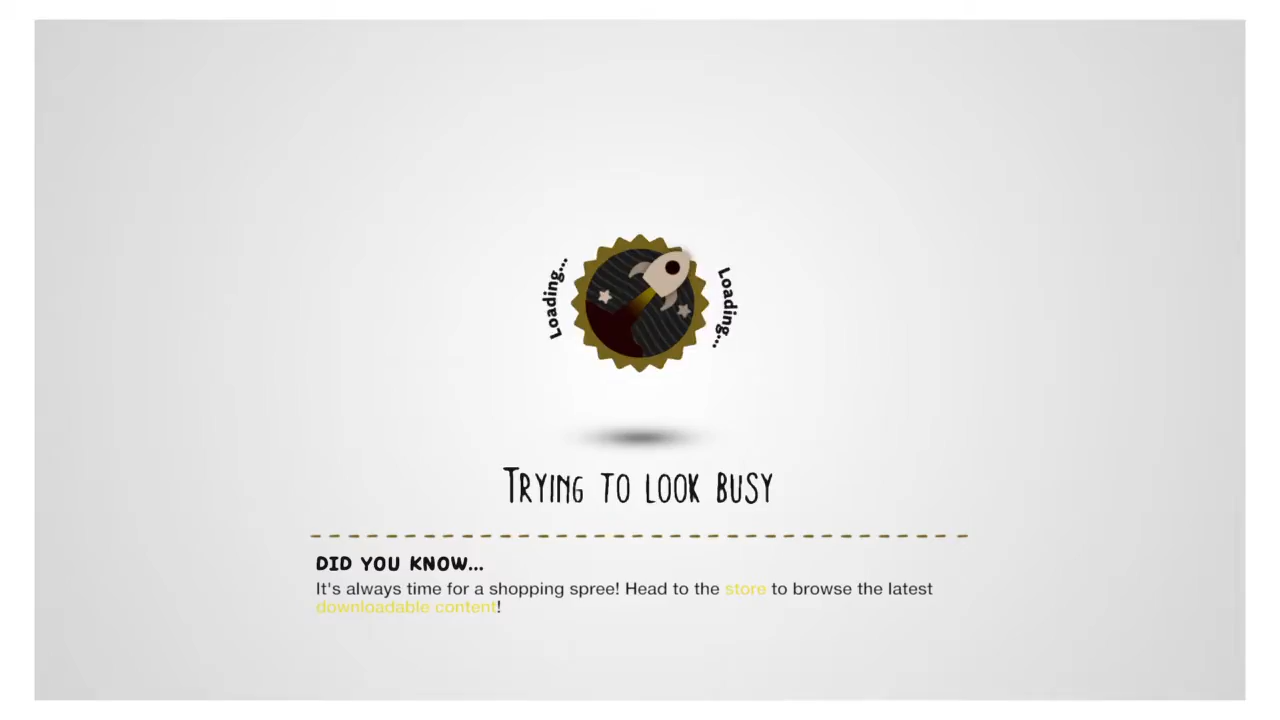 Loading...
Loading...
Trying to look busy
DID YOU KNOW...
It's always time for a shopping spree! Head to the store to browse the latest
downloadable content!